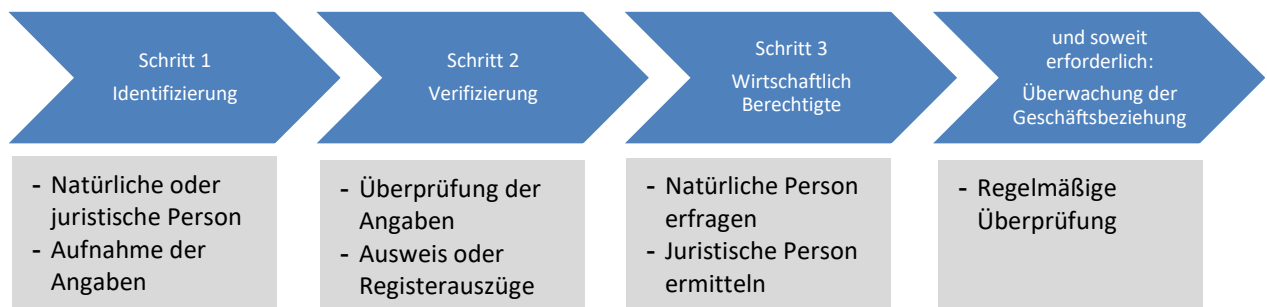 Schritt 1
Identifizierung
- Natürliche oder
juristische Person
- Aufnahme der
Angaben
Schritt 2
Verifizierung
- Überprüfung der
Angaben
- Ausweis oder
Registerauszüge
Schritt 3
Wirtschaftlich
Berechtigte
- Natürliche Person
erfragen
- Juristische Person
ermitteln
und soweit
erforderlich:
Überwachung der
Geschäftsbeziehung
- Regelmäßige
Überprüfung